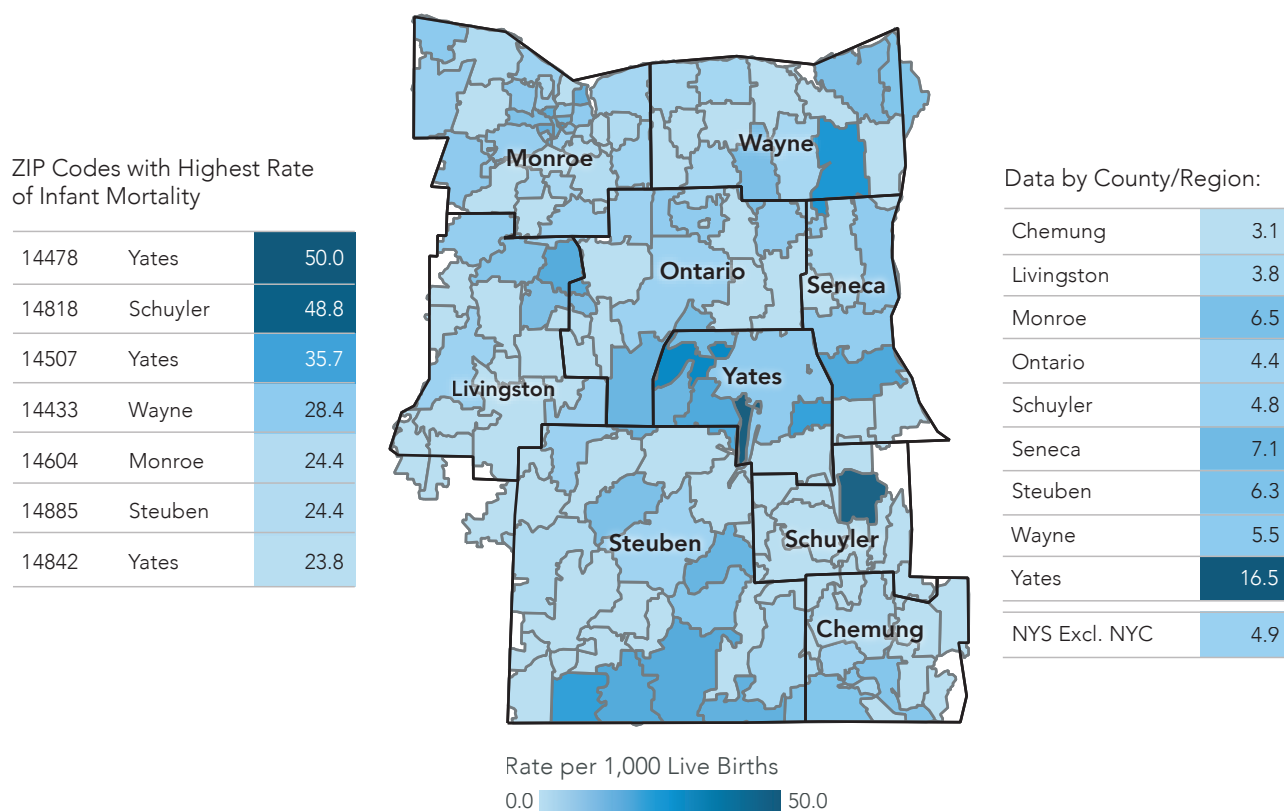 ZIP Codes with Highest Rate
of Infant Mortality
14478 Yates 50.0
14818 Schuyler 48.8
14507 Yates 35.7
14433 Wayne 28.4
14604 Monroe 24.4
14885 Steuben 24.4
14842 Yates 23.8
Monroe
Wayne
Ontario
Seneca
Livingston
Yates
Steuben
Schuyler
Chemung
Rate per 1,000 Live Births
0.0 50.0
Data by County/Region:
Chemung 3.1
Livingston 3.8
Monroe 6.5
Ontario 4.4
Schuyler 4.8
Seneca 7.1
Steuben 6.3
Wayne 5.5
Yates 16.5
NYS Excl. NYC 4.9